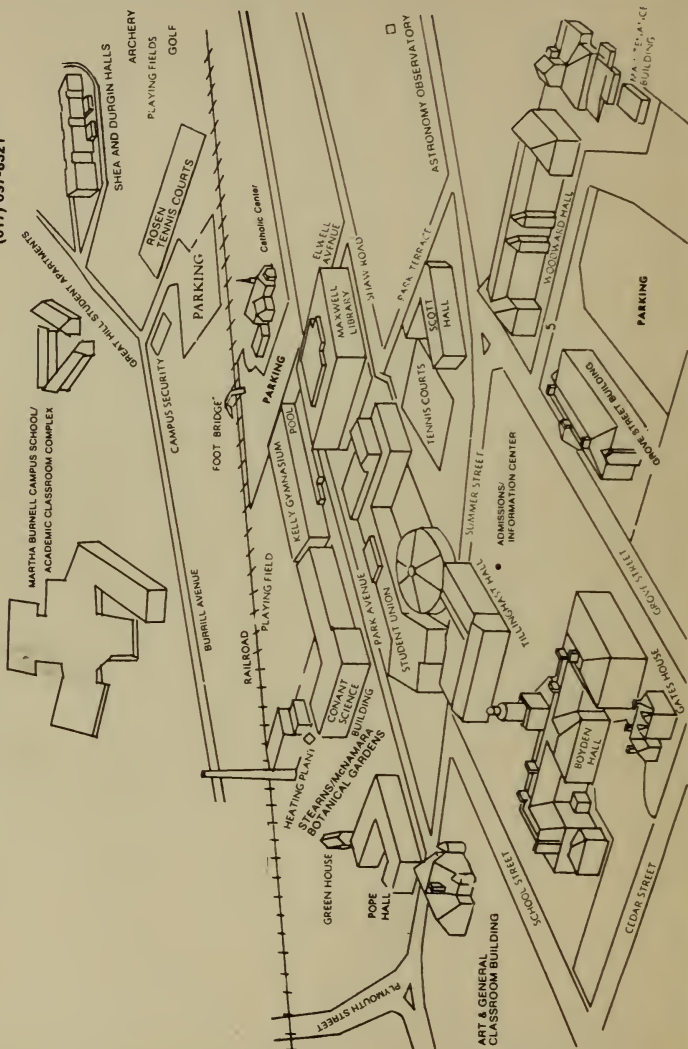 SHEA AND DURGIN HALLS
ARCHERY
PLAYING FIELDS
GOLF
ROSEN
TENNIS COURTS
GREAT HILL STUDENT APARTMENTS
PARKING
CAMPUS SECURITY
MARTHA BURNELL CAMPUS SCHOOL/
ACADEMIC CLASSROOM COMPLEX
BURRILL AVENUE
FOOT BRIDGE
Catholic Center
PARKING
RAILROAD
PLAYING FIELD
KELLY GYMNASIUM
POOL
MAXWELL
LIBRARY
ELWELL
AVENUE
SHAW ROAD
PARK TERRACE
ASTRONOMY OBSERVATORY
PARK AVENUE
STUDENT UNION
TENNIS COURTS
SCOTT
HALL
HEATING PLANT
CONANT
SCIENCE
BUILDING
STEARNS/McNAMARA
BOTANICAL GARDENS
GREEN HOUSE
POPE
HALL
PLYMOUTH STREET
ART & GENERAL
CLASSROOM BUILDING
TILLINGHAST HALL
SUMMER STREET
ADMISSIONS/
INFORMATION CENTER
WOODWARD HALL
BUILDING
5
PARKING
GROVE STREET BUILDING
GROVE STREET
SCHOOL STREET
BOYDEN
HALL
GATES HOUSE
CEDAR STREET